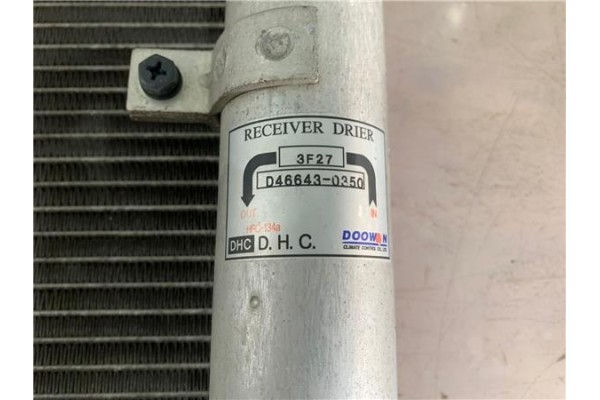 RECEIVER DRIER
3F27
D46643-0350
OUT IN
HFC-134a
DHC D. H. C. DOOWON
CLIMATE CONTROL CO., LTD